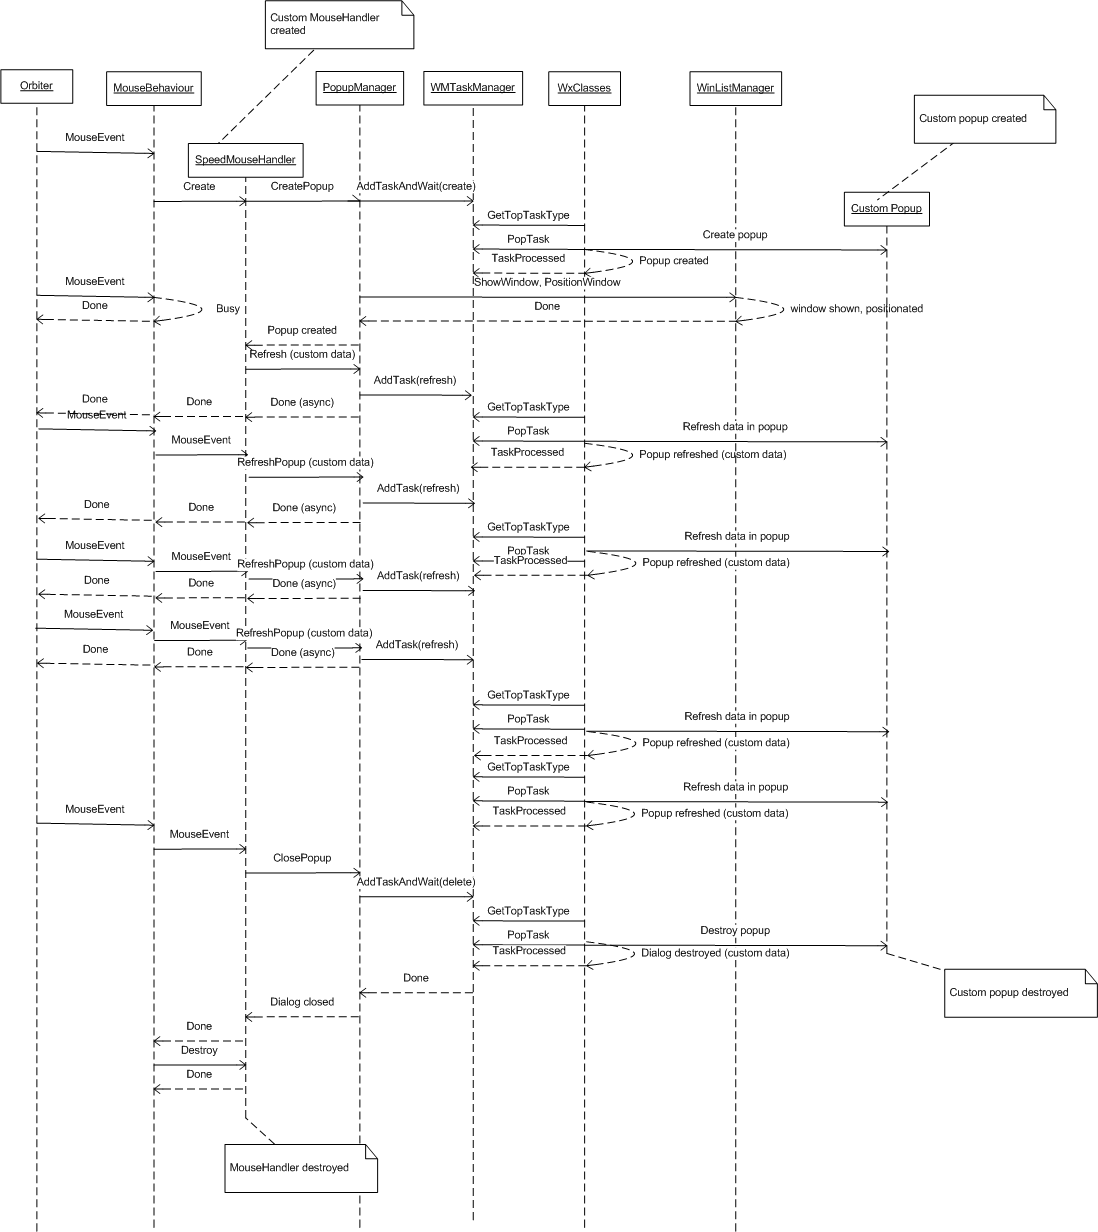 Custom MouseHandler
created
Orbiter
MouseBehaviour
PopupManager
WMTaskManager
WxClasses
WinListManager
Custom popup created
MouseEvent
SpeedMouseHandler
Create
CreatePopup
AddTaskAndWait(create)
Custom Popup
GetTopTaskType
PopTask
Create popup
TaskProcessed
Popup created
MouseEvent
ShowWindow, PositionWindow
Done
Busy
Done
window shown, positionated
Popup created
Refresh (custom data)
AddTask(refresh)
Done
Done
Done (async)
GetTopTaskType
MouseEvent
PopTask
Refresh data in popup
MouseEvent
TaskProcessed
Popup refreshed (custom data)
RefreshPopup (custom data)
AddTask(refresh)
Done
Done
Done (async)
GetTopTaskType
Refresh data in popup
MouseEvent
MouseEvent
PopTask
RefreshPopup (custom data)
TaskProcessed
Popup refreshed (custom data)
AddTask(refresh)
Done
Done
Done (async)
MouseEvent
MouseEvent
RefreshPopup (custom data)
AddTask(refresh)
Done
Done
Done (async)
GetTopTaskType
PopTask
Refresh data in popup
TaskProcessed
Popup refreshed (custom data)
GetTopTaskType
PopTask
Refresh data in popup
MouseEvent
TaskProcessed
Popup refreshed (custom data)
MouseEvent
ClosePopup
AddTaskAndWait(delete)
GetTopTaskType
PopTask
Destroy popup
TaskProcessed
Dialog destroyed (custom data)
Done
Custom popup destroyed
Dialog closed
Done
Destroy
Done
MouseHandler destroyed